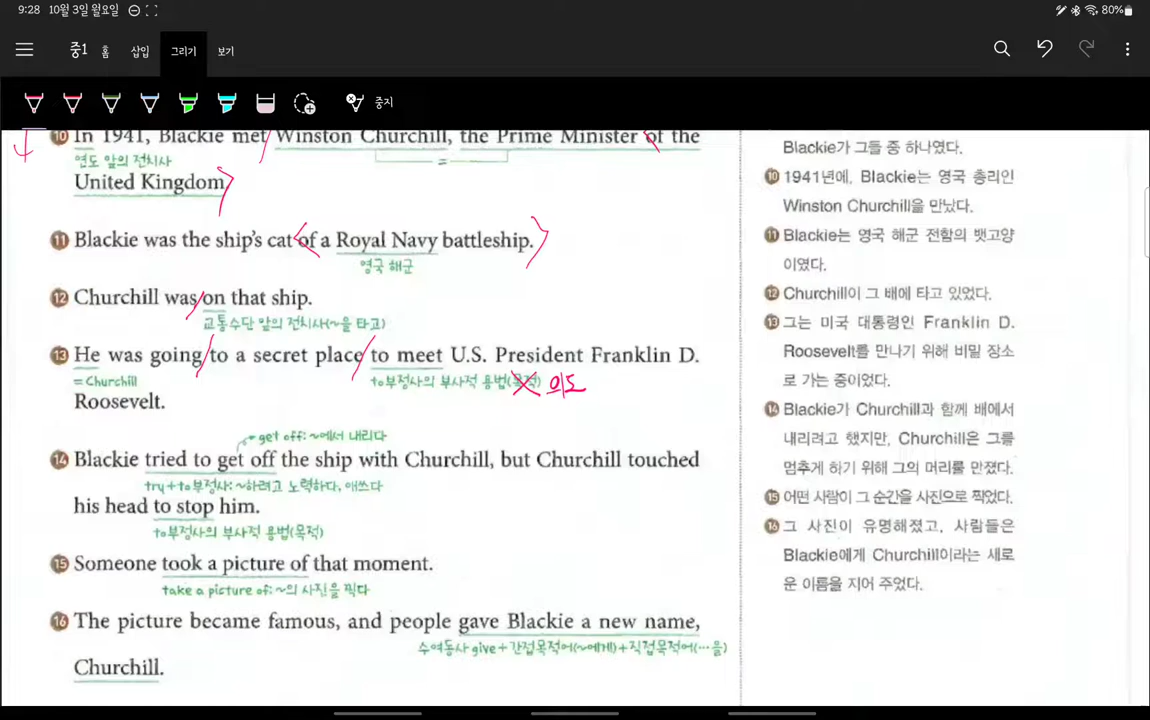 9:28 10월 3일 월요일 80%
중1 홈 삽입 그리기 보기
중지
⑩ In 1941, Blackie met Winston Churchill, the Prime Minister of the
연도 앞의 전치사 =
United Kingdom.
⑪ Blackie was the ship's cat of a Royal Navy battleship.
영국 해군
⑫ Churchill was on that ship.
교통수단 앞의 전치사(~을 타고)
⑬ He was going to a secret place to meet U.S. President Franklin D.
= Churchill to부정사의 부사적 용법(목적) 의도
Roosevelt.
get off: ~에서 내리다
⑭ Blackie tried to get off the ship with Churchill, but Churchill touched
try+to부정사: ~하려고 노력하다, 애쓰다
his head to stop him.
to부정사의 부사적 용법(목적)
⑮ Someone took a picture of that moment.
take a picture of: ~의 사진을 찍다
⑯ The picture became famous, and people gave Blackie a new name,
수여동사 give+간접목적어(~에게)+직접목적어(…을)
Churchill.
Blackie가 그들 중 하나였다.
⑩ 1941년에, Blackie는 영국 총리인
Winston Churchill을 만났다.
⑪ Blackie는 영국 해군 전함의 뱃고양
이였다.
⑫ Churchill이 그 배에 타고 있었다.
⑬ 그는 미국 대통령인 Franklin D.
Roosevelt를 만나기 위해 비밀 장소
로 가는 중이었다.
⑭ Blackie가 Churchill과 함께 배에서
내리려고 했지만, Churchill은 그를
멈추게 하기 위해 그의 머리를 만졌다.
⑮ 어떤 사람이 그 순간을 사진으로 찍었다.
⑯ 그 사진이 유명해졌고, 사람들은
Blackie에게 Churchill이라는 새로
운 이름을 지어 주었다.